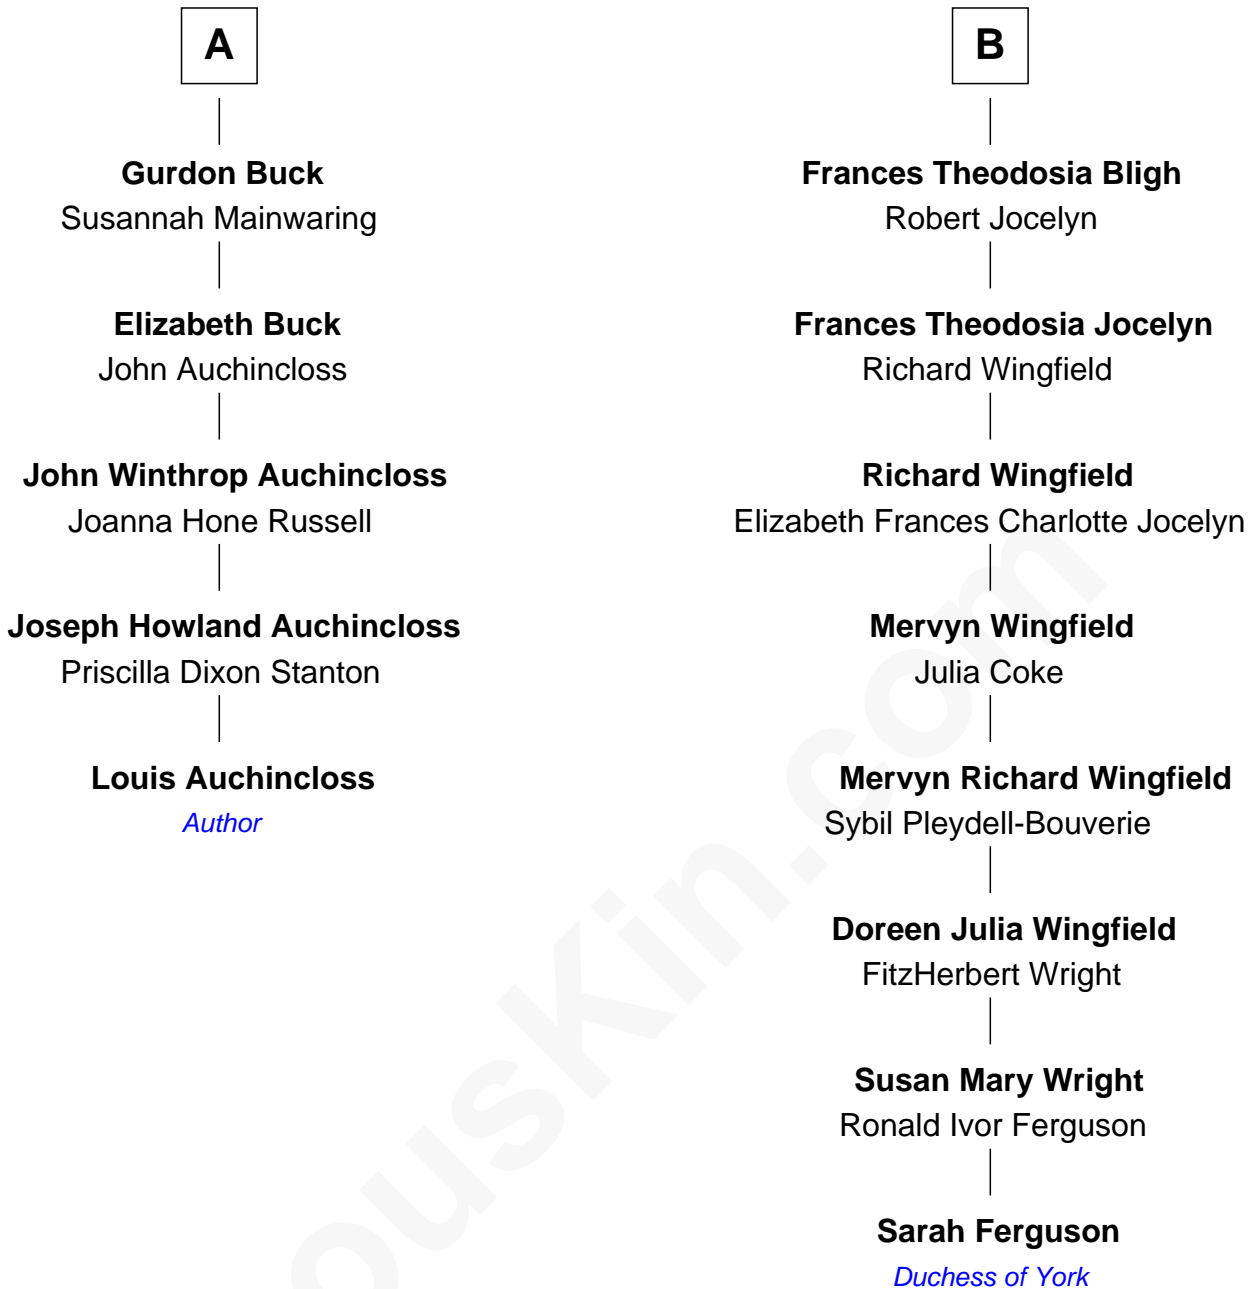 A
Gurdon Buck
Susannah Mainwaring
Elizabeth Buck
John Auchincloss
John Winthrop Auchincloss
Joanna Hone Russell
Joseph Howland Auchincloss
Priscilla Dixon Stanton
Louis Auchincloss
Author
B
Frances Theodosia Bligh
Robert Jocelyn
Frances Theodosia Jocelyn
Richard Wingfield
Richard Wingfield
Elizabeth Frances Charlotte Jocelyn
Mervyn Wingfield
Julia Coke
Mervyn Richard Wingfield
Sybil Pleydell-Bouverie
Doreen Julia Wingfield
FitzHerbert Wright
Susan Mary Wright
Ronald Ivor Ferguson
Sarah Ferguson
Duchess of York
ousKin.com